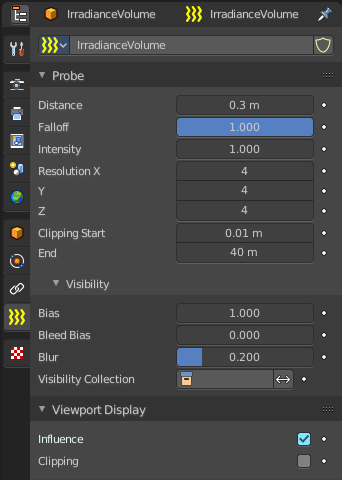 IrradianceVolume IrradianceVolume
IrradianceVolume
Probe
Distance 0.3 m
Falloff 1.000
Intensity 1.000
Resolution X 4
Y 4
Z 4
Clipping Start 0.01 m
End 40 m
Visibility
Bias 1.000
Bleed Bias 0.000
Blur 0.200
Visibility Collection
Viewport Display
Influence
Clipping